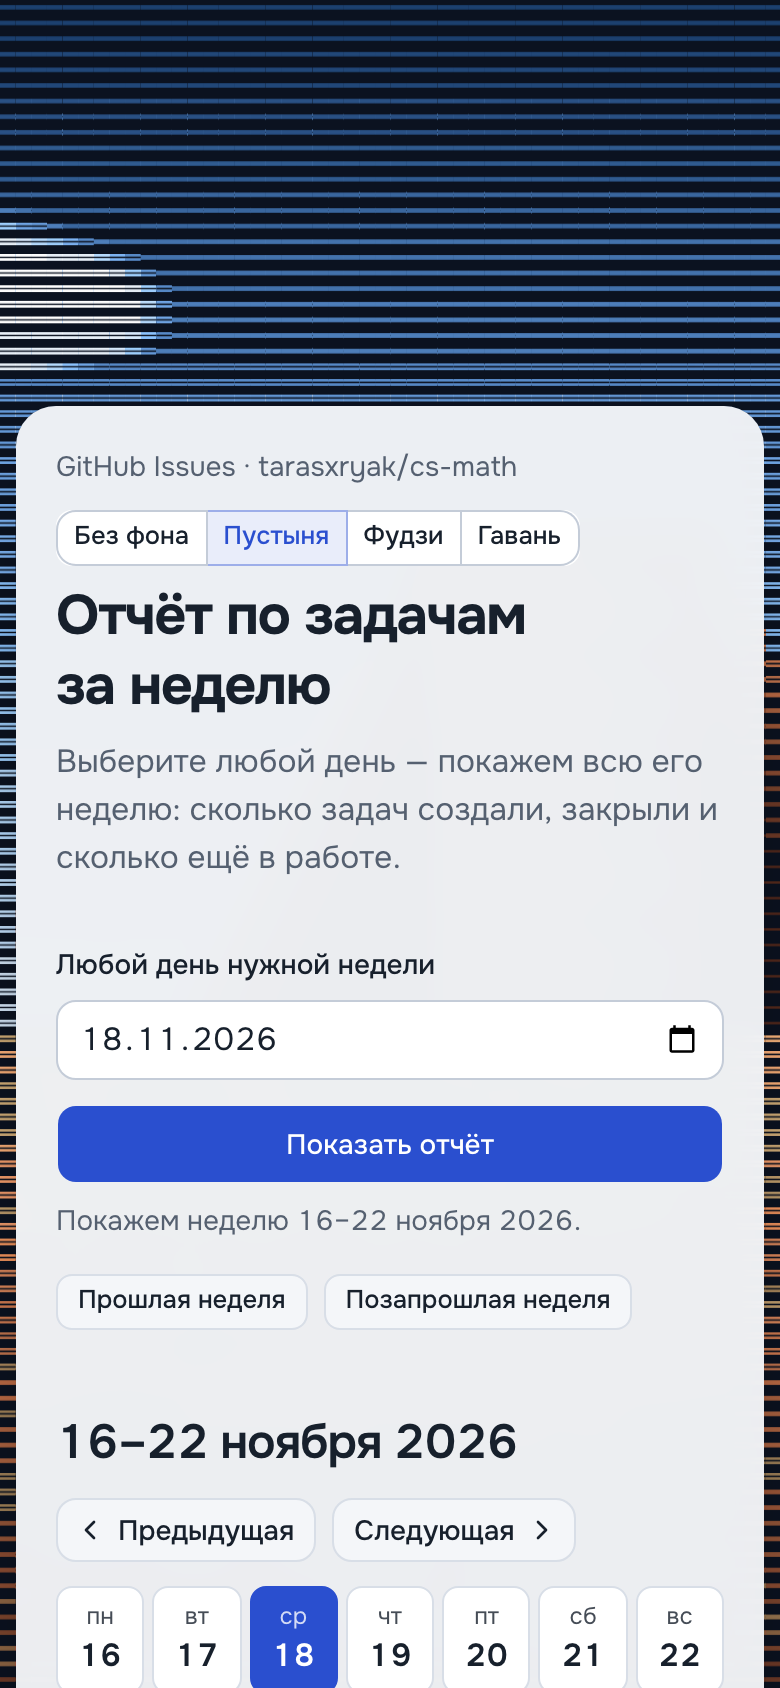 GitHub Issues · tarasxryak/cs-math
Без фона Пустыня Фудзи Гавань
Отчёт по задачам
за неделю
Выберите любой день — покажем всю его
неделю: сколько задач создали, закрыли и
сколько ещё в работе.
Любой день нужной недели
18.11.2026
Показать отчёт
Покажем неделю 16–22 ноября 2026.
Прошлая неделя Позапрошлая неделя
16–22 ноября 2026
Предыдущая Следующая
пн вт ср чт пт сб вс
16 17 18 19 20 21 22